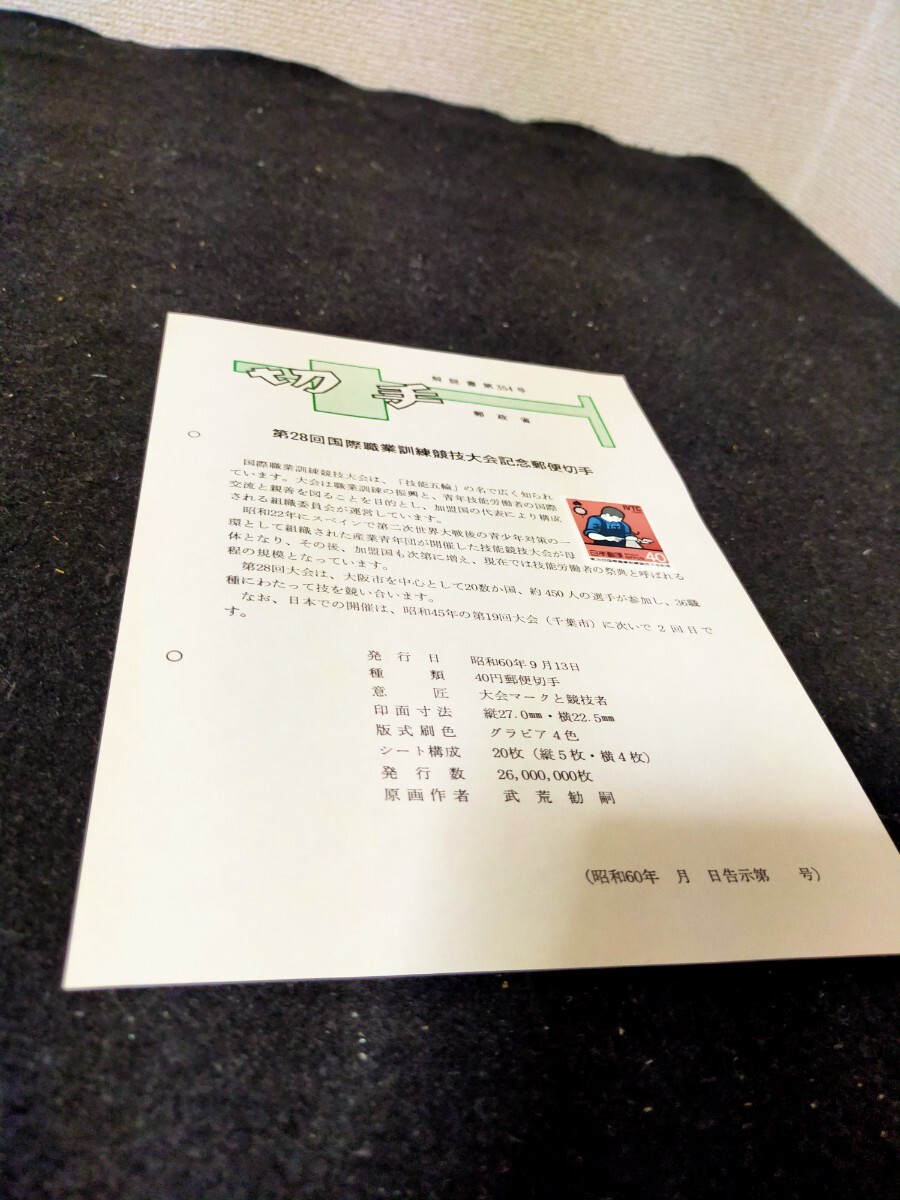 切手
解説書第354号
郵政省
第28回国際職業訓練競技大会記念郵便切手
国際職業訓練競技大会は、「技能五輪」の名で広く知られ
ています。大会は職業訓練の振興と、青年技能労働者の国際
交流と親善を図ることを目的とし、加盟国の代表により構成
される組織委員会が運営しています。
昭和22年にスペインで第二次世界大戦後の青少年対策の一
環として組織された産業青年団が開催した技能競技大会が母
体となり、その後、加盟国も次第に増え、現在では技能労働者の祭典と呼ばれる
程の規模となっています。
第28回大会は、大阪市を中心として20数か国、約450人の選手が参加し、36職
種にわたって技を競い合います。
なお、日本での開催は、昭和45年の第19回大会(千葉市)に次いで2回目で
す。
IVTC
日本郵便
40
発行日 昭和60年9月13日
種類 40円郵便切手
意匠 大会マークと競技者
印面寸法 縦27.0mm・横22.5mm
版式刷色 グラビア4色
シート構成 20枚(縦5枚・横4枚)
発行数 26,000,000枚
原画作者 武荒勧嗣
(昭和60年 月 日告示第 号)